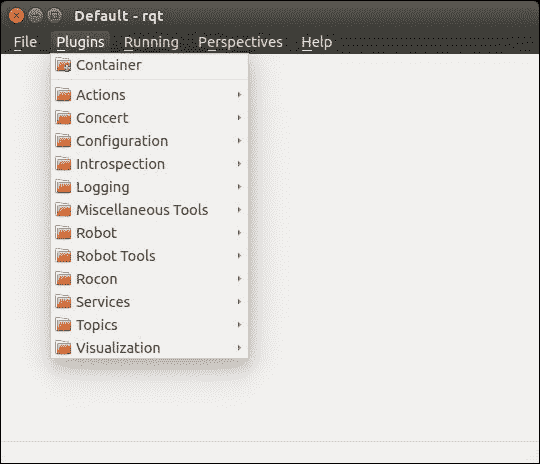 Default - rqt
File Plugins Running Perspectives Help
Container
Actions
Concert
Configuration
Introspection
Logging
Miscellaneous Tools
Robot
Robot Tools
Rocon
Services
Topics
Visualization